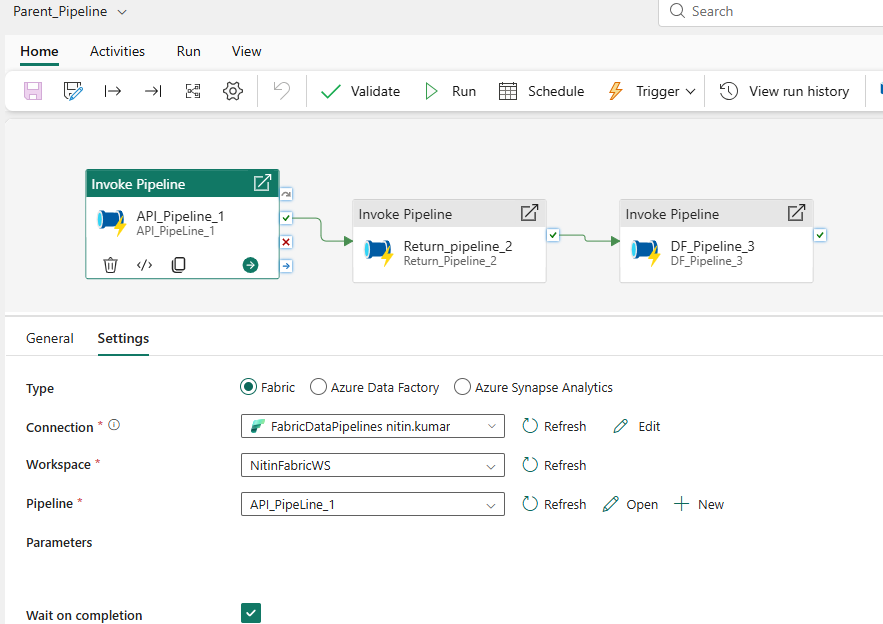 Parent_Pipeline
Search
Home Activities Run View
Validate Run Schedule Trigger View run history
Invoke Pipeline
API_Pipeline_1
API_PipeLine_1
Invoke Pipeline
Return_pipeline_2
Return_Pipeline_2
Invoke Pipeline
DF_Pipeline_3
DF_Pipeline_3
General Settings
Type Fabric Azure Data Factory Azure Synapse Analytics
Connection * FabricDataPipelines nitin.kumar Refresh Edit
Workspace * NitinFabricWS Refresh
Pipeline * API_PipeLine_1 Refresh Open New
Parameters
Wait on completion